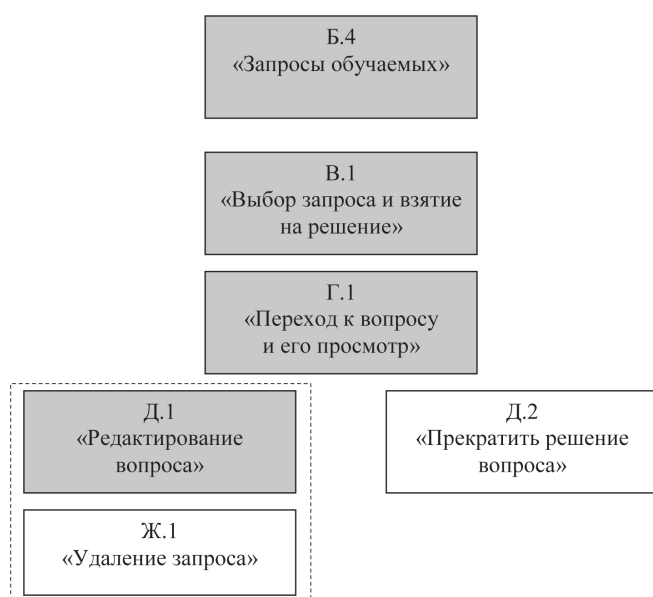 Б.4
«Запросы обучаемых»
В.1
«Выбор запроса и взятие
на решение»
Г.1
«Переход к вопросу
и его просмотр»
Д.1
«Редактирование
вопроса»
Д.2
«Прекратить решение
вопроса»
Ж.1
«Удаление запроса»